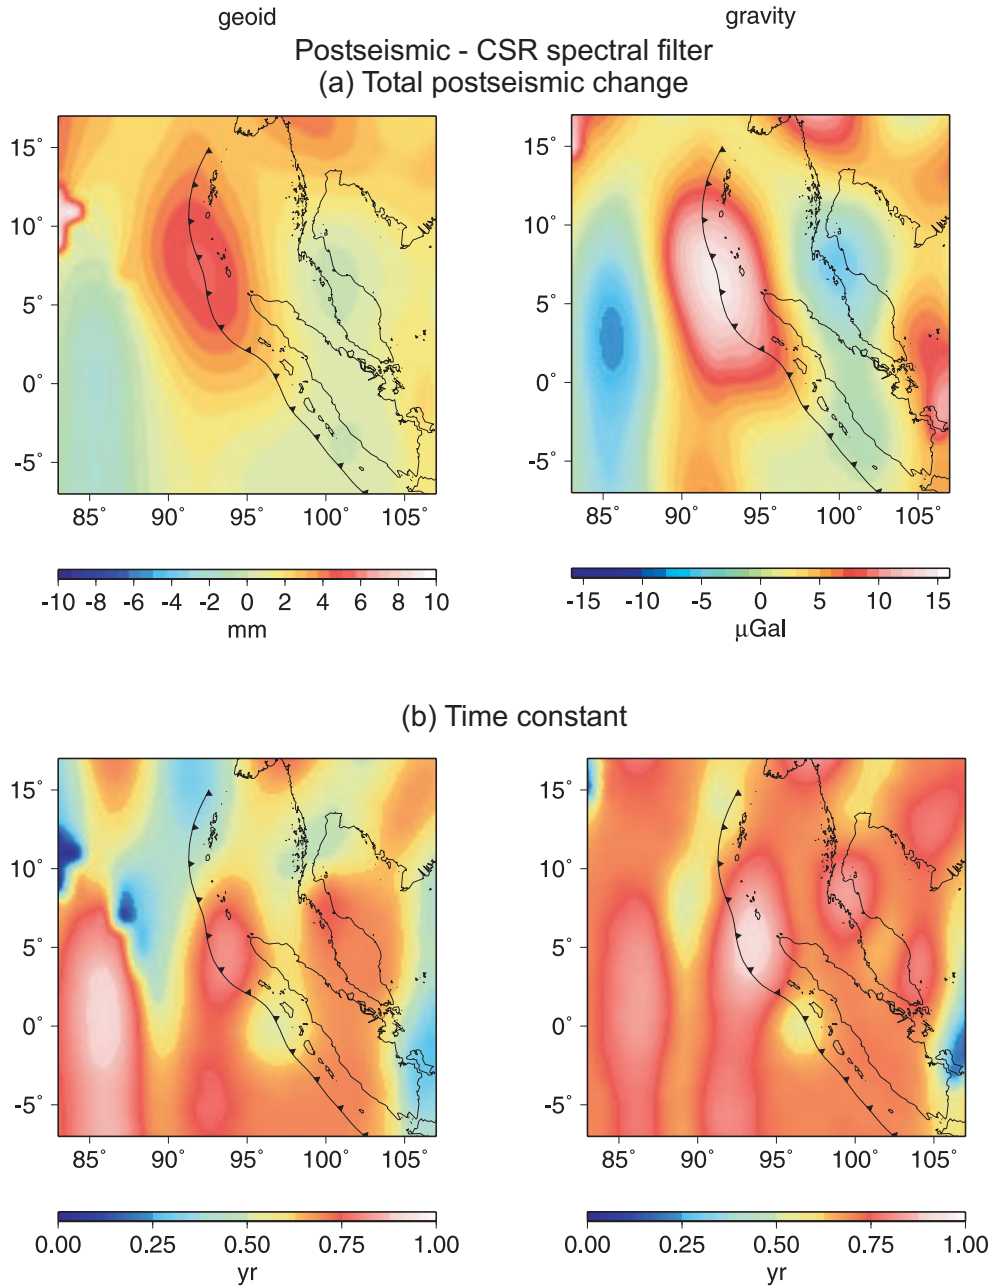 geoid gravity
Postseismic - CSR spectral filter
(a) Total postseismic change
15˚ 15˚
10˚ 10˚
5˚ 5˚
0˚ 0˚
-5˚ -5˚
85˚ 90˚ 95˚ 100˚ 105˚ 85˚ 90˚ 95˚ 100˚ 105˚
-10 -8 -6 -4 -2 0 2 4 6 8 10 -15 -10 -5 0 5 10 15
mm μGal
(b) Time constant
15˚ 15˚
10˚ 10˚
5˚ 5˚
0˚ 0˚
-5˚ -5˚
85˚ 90˚ 95˚ 100˚ 105˚ 85˚ 90˚ 95˚ 100˚ 105˚
0.00 0.25 0.50 0.75 1.00 0.00 0.25 0.50 0.75 1.00
yr yr